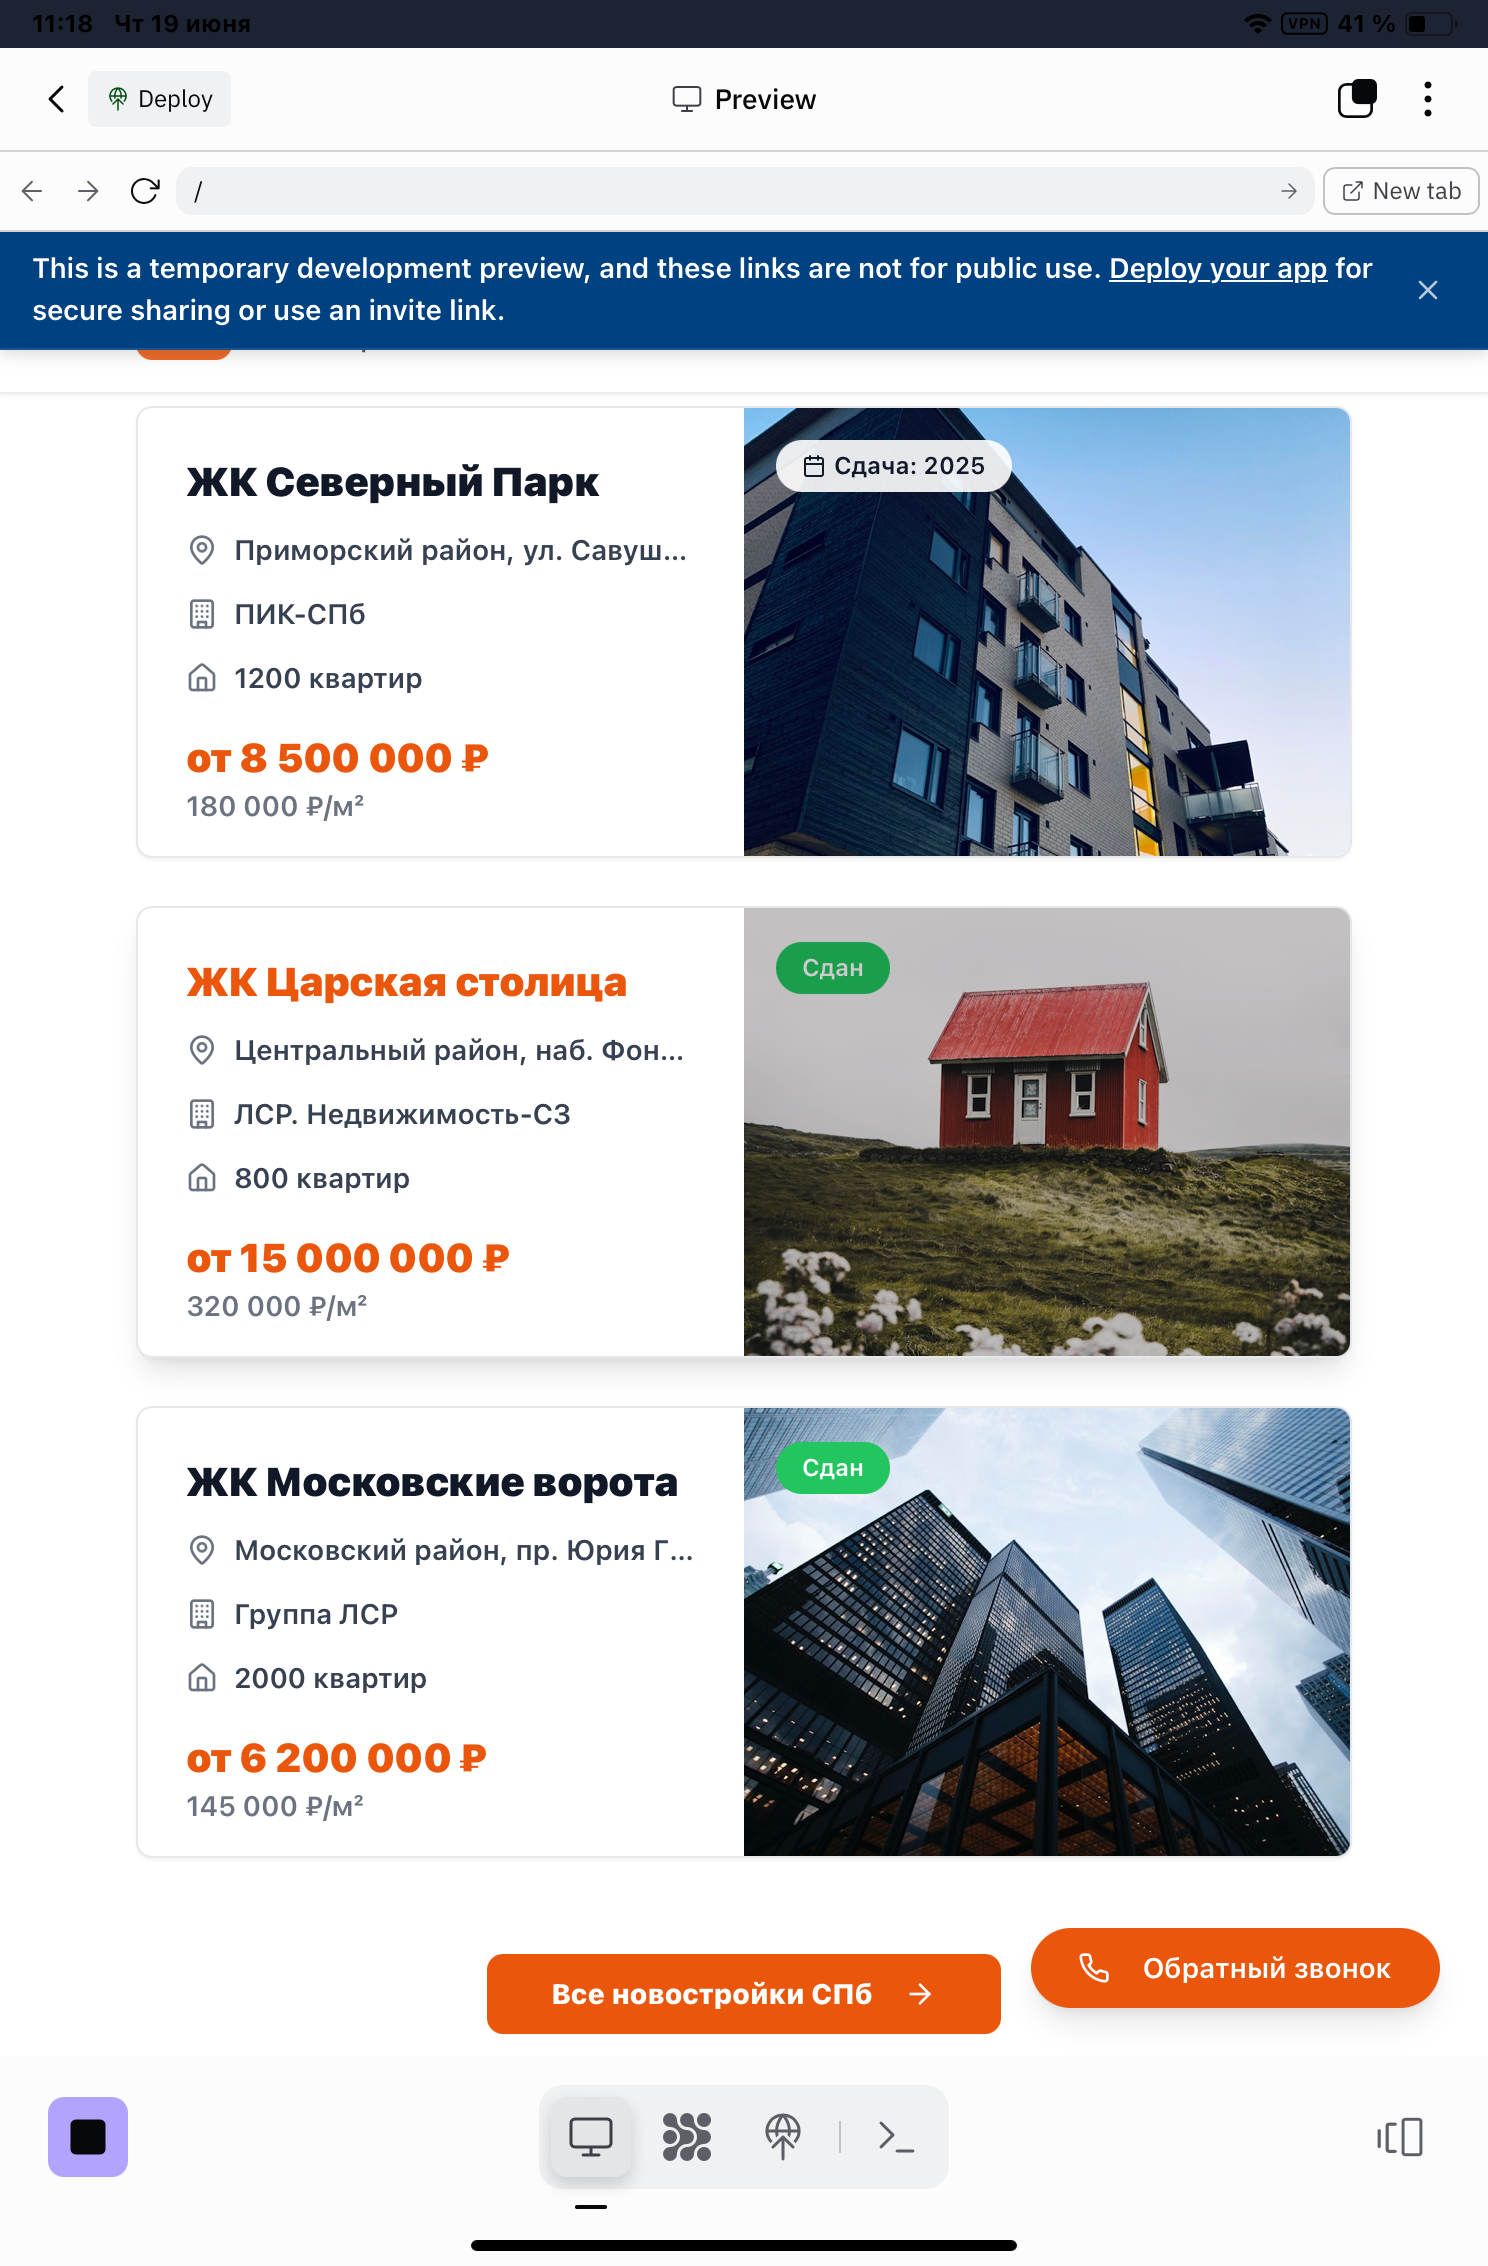 11:18 Чт 19 июня
VPN 41 %
Deploy
Preview
/
New tab
This is a temporary development preview, and these links are not for public use. Deploy your app for
secure sharing or use an invite link.
ЖК Северный Парк
Приморский район, ул. Савуш...
ПИК-СПб
1200 квартир
от 8 500 000 ₽
180 000 ₽/м²
Сдача: 2025
ЖК Царская столица
Центральный район, наб. Фон...
ЛСР. Недвижимость-СЗ
800 квартир
от 15 000 000 ₽
320 000 ₽/м²
Сдан
ЖК Московские ворота
Московский район, пр. Юрия Г...
Группа ЛСР
2000 квартир
от 6 200 000 ₽
145 000 ₽/м²
Сдан
Все новостройки СПб
Обратный звонок